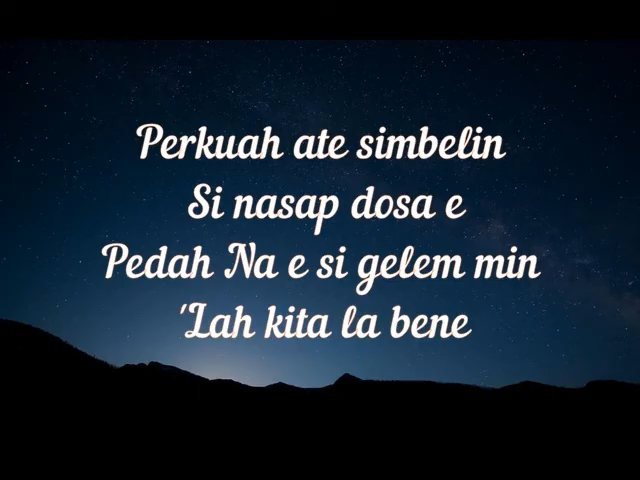 Perkuah ate simbelin
Si nasap dosa e
Pedah Na e si gelem min
'Lah kita la bene